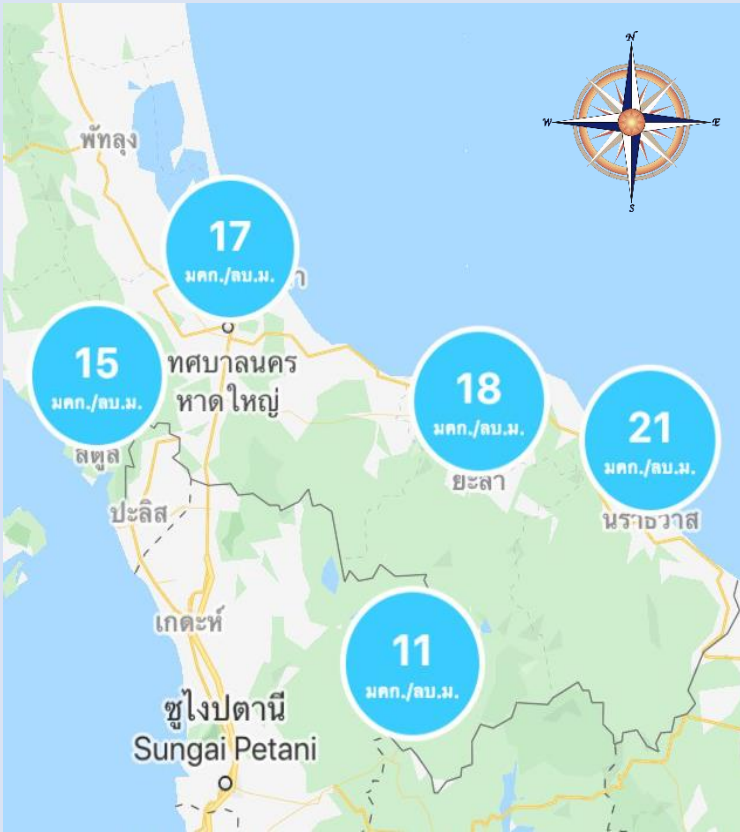 N
W
E
S
พัทลุง
17
มคก./ลบ.ม.
า
15
มคก./ลบ.ม.
ทศบาลนคร
หาดใหญ่
18
มคก./ลบ.ม.
21
มคก./ลบ.ม.
สตูล
ยะลา
ปะลิส
นราธิวาส
เกดะห์
11
มคก./ลบ.ม.
ซูไงปตานี
Sungai Petani